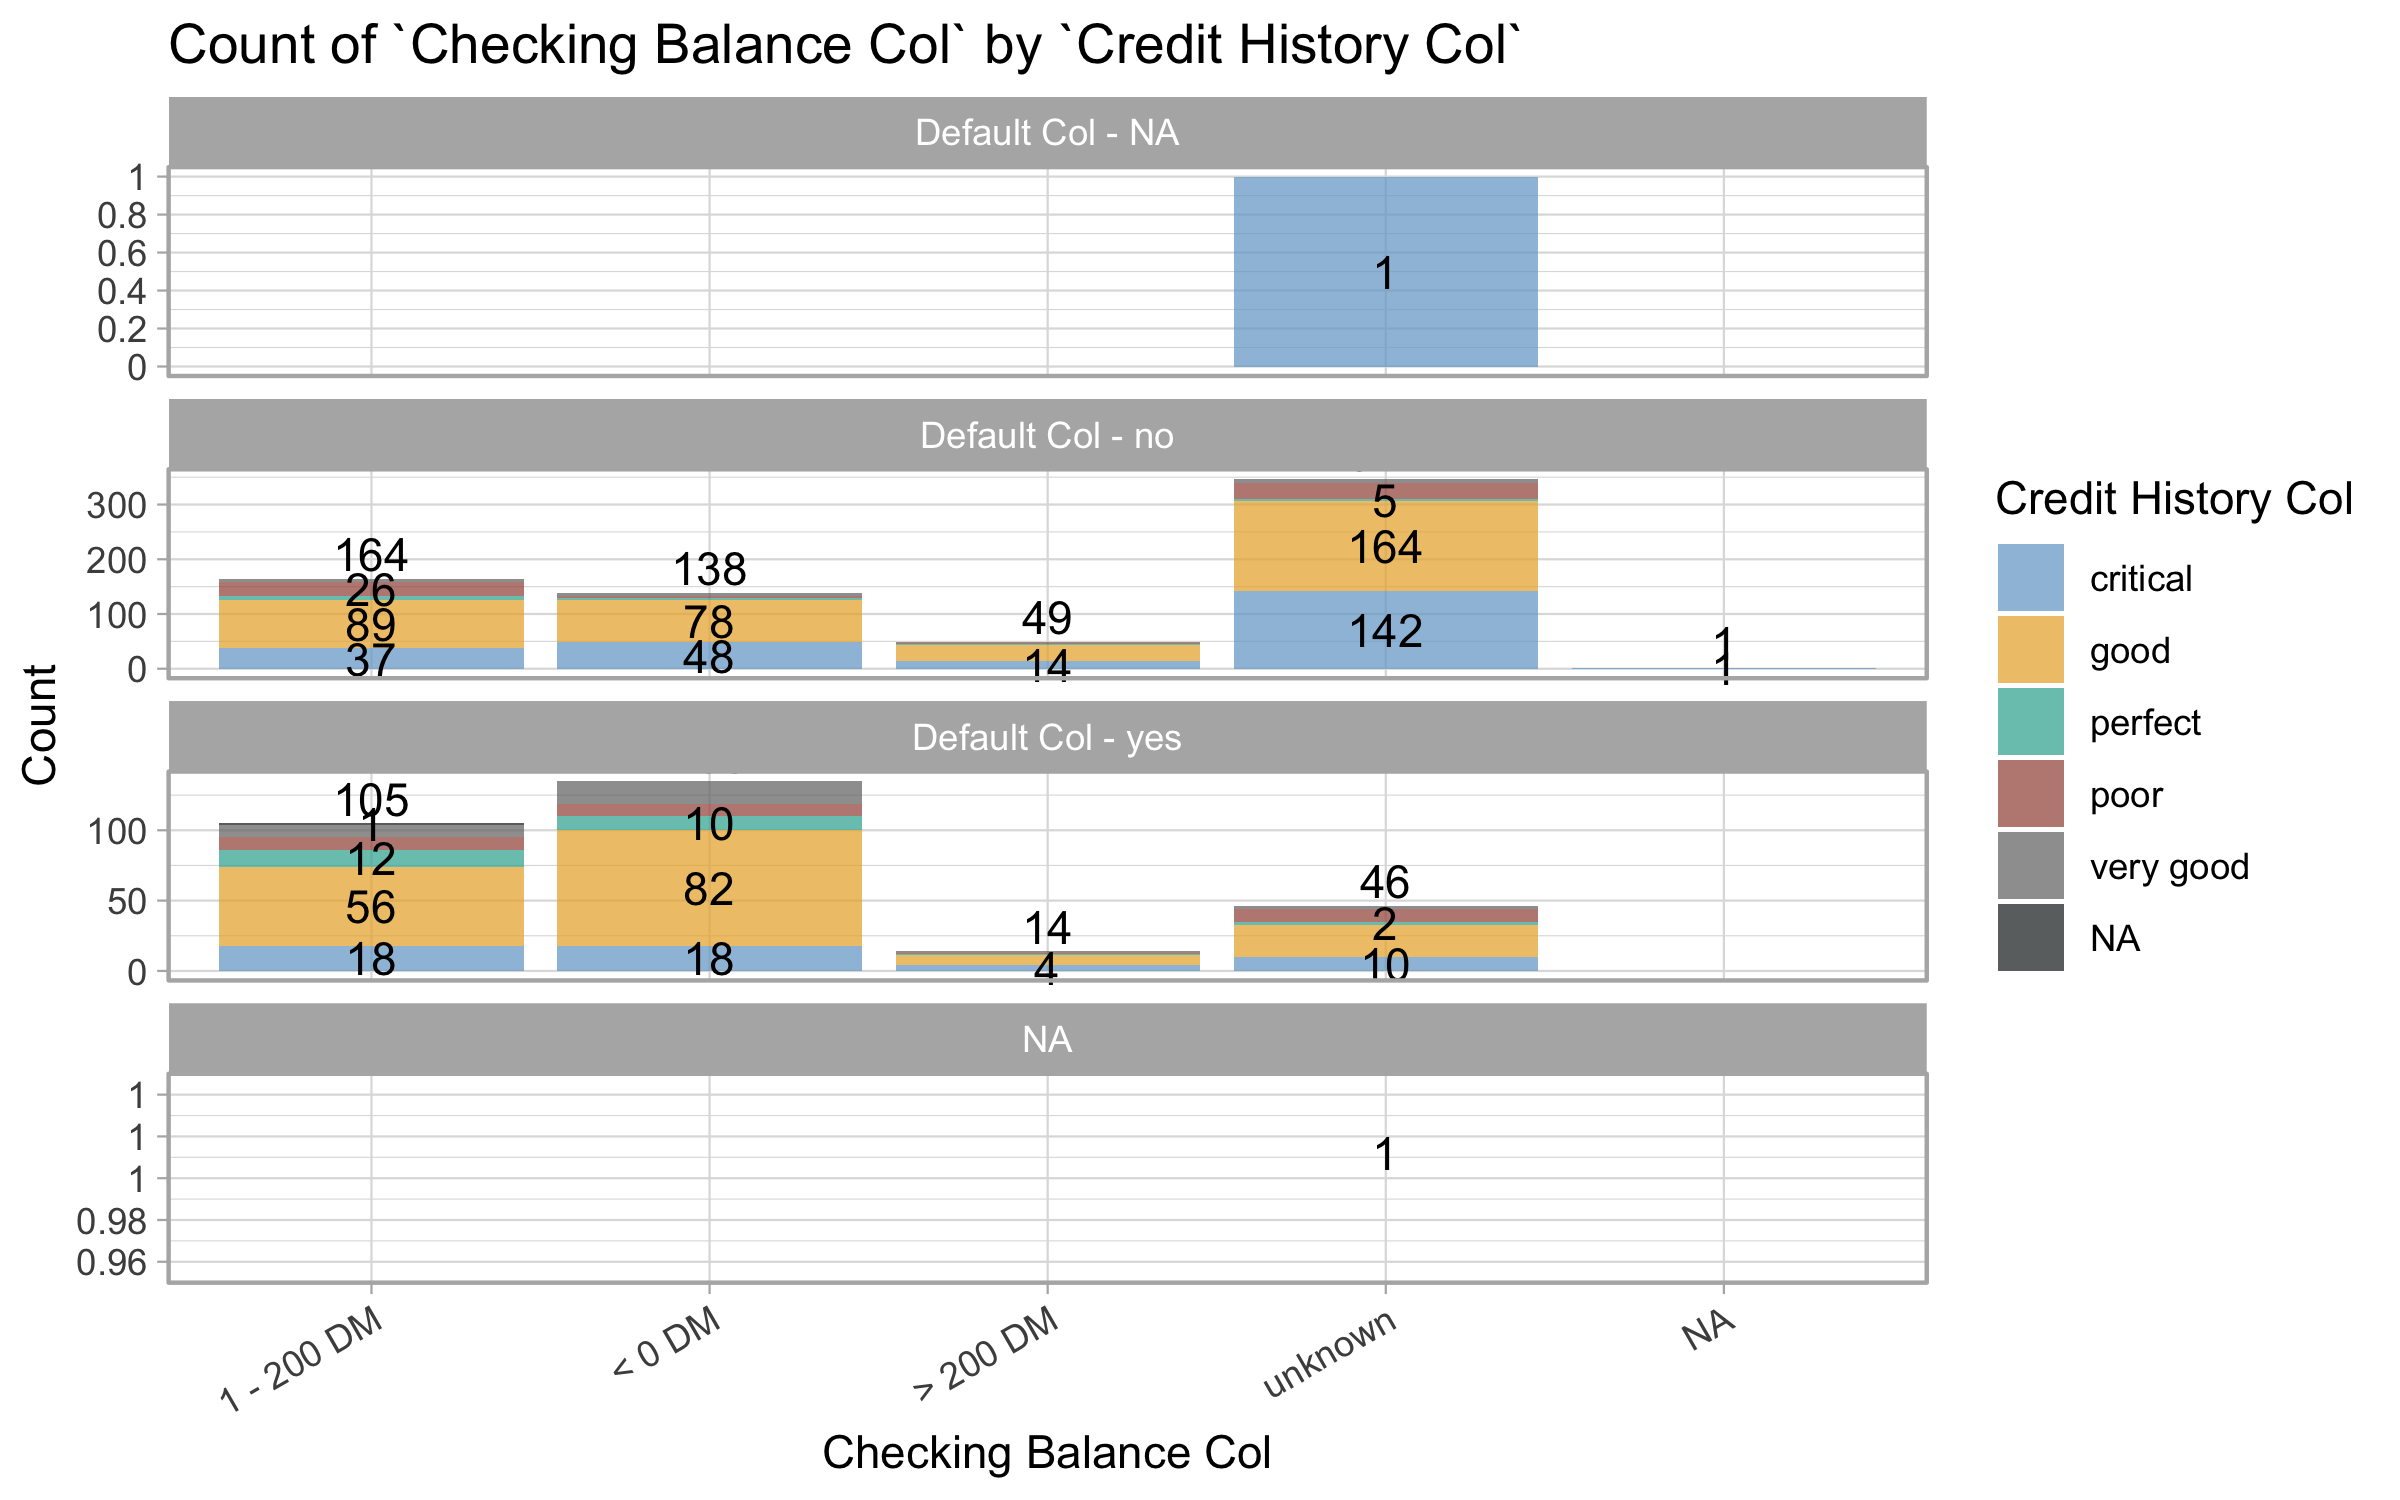 Count of `Checking Balance Col` by `Credit History Col`
Default Col - NA
1
0.8
0.6
0.4
0.2
0
1
Default Col - no
300
200
100
0
164
26
89
37
138
78
48
49
14
5
164
142
1
1
Default Col - yes
100
50
0
105
1
12
56
18
10
82
18
14
4
46
2
10
NA
1
1
1
0.98
0.96
1
1 - 200 DM
< 0 DM
> 200 DM
unknown
NA
Checking Balance Col
Count
Credit History Col
critical
good
perfect
poor
very good
NA